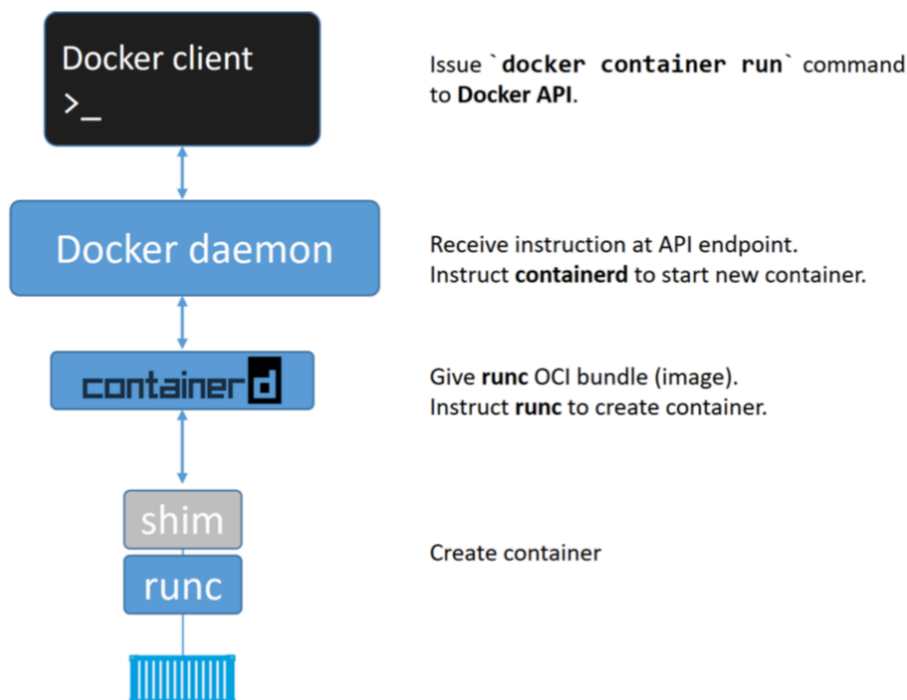 Docker client
>_
Issue `docker container run` command
to Docker API.
Docker daemon
Receive instruction at API endpoint.
Instruct containerd to start new container.
containerd
Give runc OCI bundle (image).
Instruct runc to create container.
shim
Create container
runc